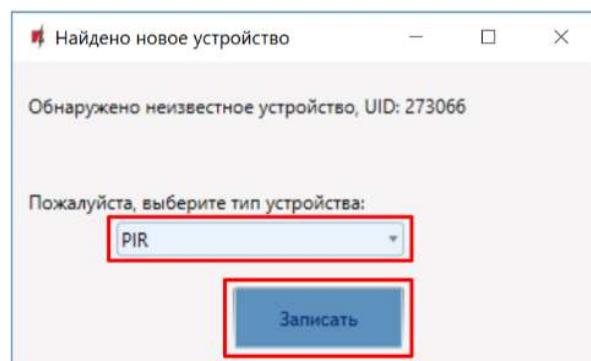 Найдено новое устройство
Обнаружено неизвестное устройство, UID: 273066
Пожалуйста, выберите тип устройства:
PIR
Записать